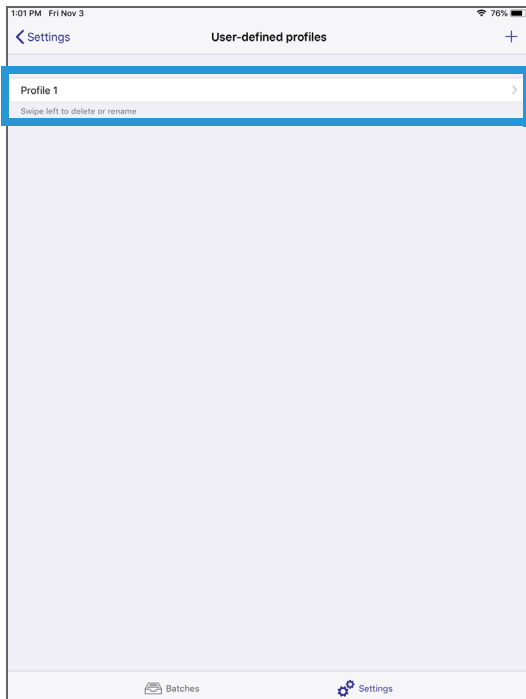 1:01 PM Fri Nov 3 76%
Settings User-defined profiles
Profile 1
Swipe left to delete or rename
Batches Settings